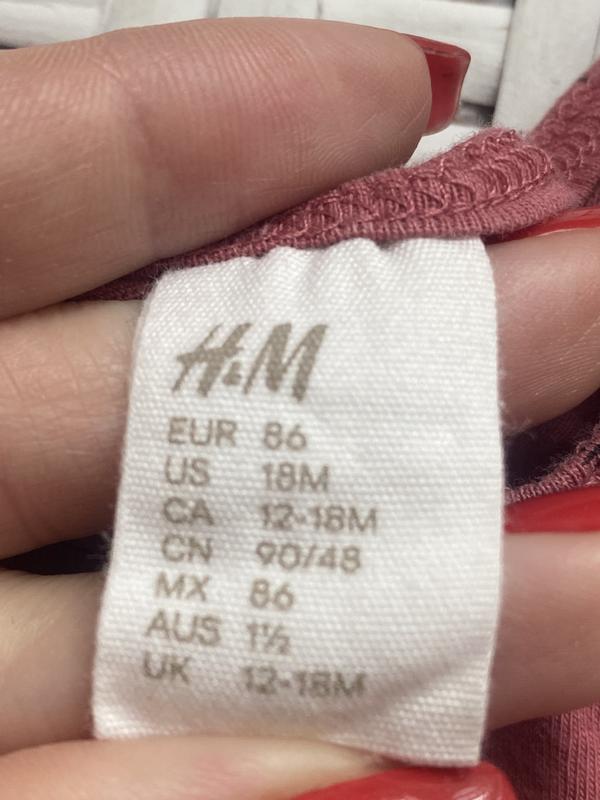 H&M
EUR 86
US 18M
CA 12-18M
CN 90/48
MX 86
AUS 1½
UK 12-18M